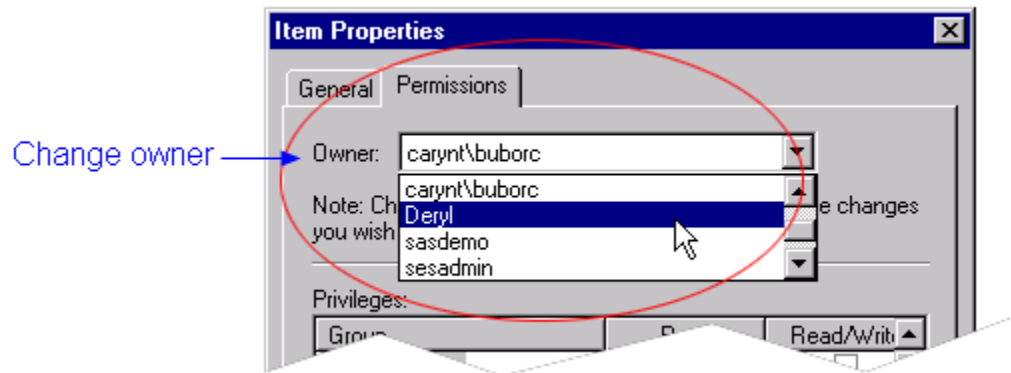 Item Properties
General Permissions
Change owner
Owner: carynt\buborc
carynt\buborc
Note: Ch e changes
Deryl
you wish
sasdemo
sesadmin
Privileges:
Group Read/Write